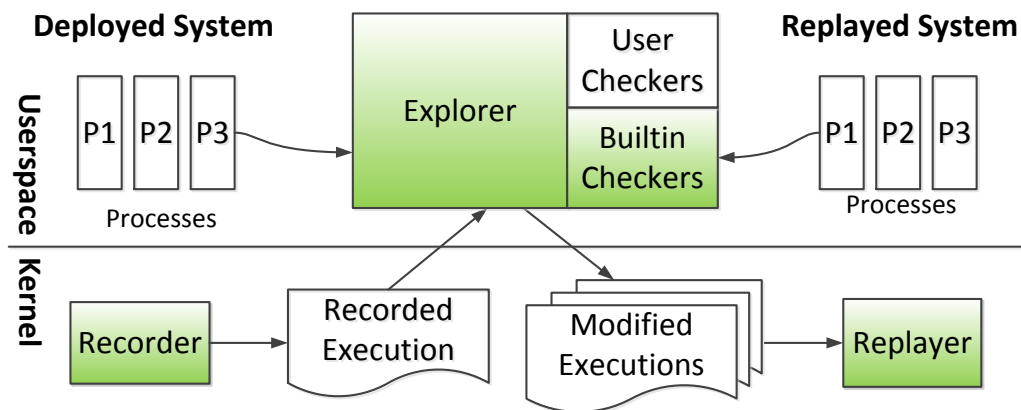 Deployed System
Replayed System
User
Checkers
Explorer
Builtin
Checkers
P1 P2 P3
Processes
P1 P2 P3
Processes
Userspace
Kernel
Recorder
Recorded
Execution
Modified
Executions
Replayer